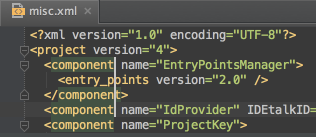 misc.xml
<?xml version="1.0" encoding="UTF-8"?>
<project version="4">
<component name="EntryPointsManager">
<entry_points version="2.0" />
</component>
<component name="IdProvider" IDEtalkID=
<component name="ProjectKey">